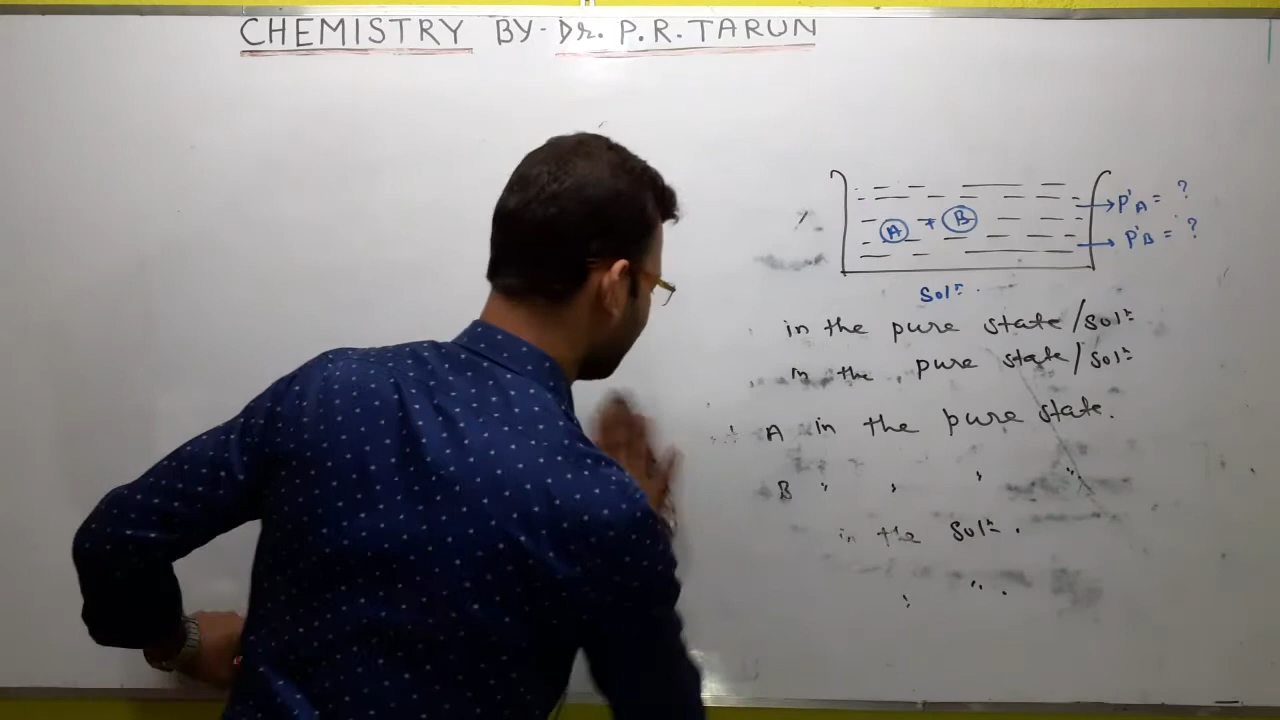 CHEMISTRY BY- Dr. P.R. TARUN
A + B
P'A = ?
P'B = ?
Solⁿ.
in the pure state/solⁿ
in the pure state/solⁿ
A in the pure state.
B " " " "
in the solⁿ.
" ".